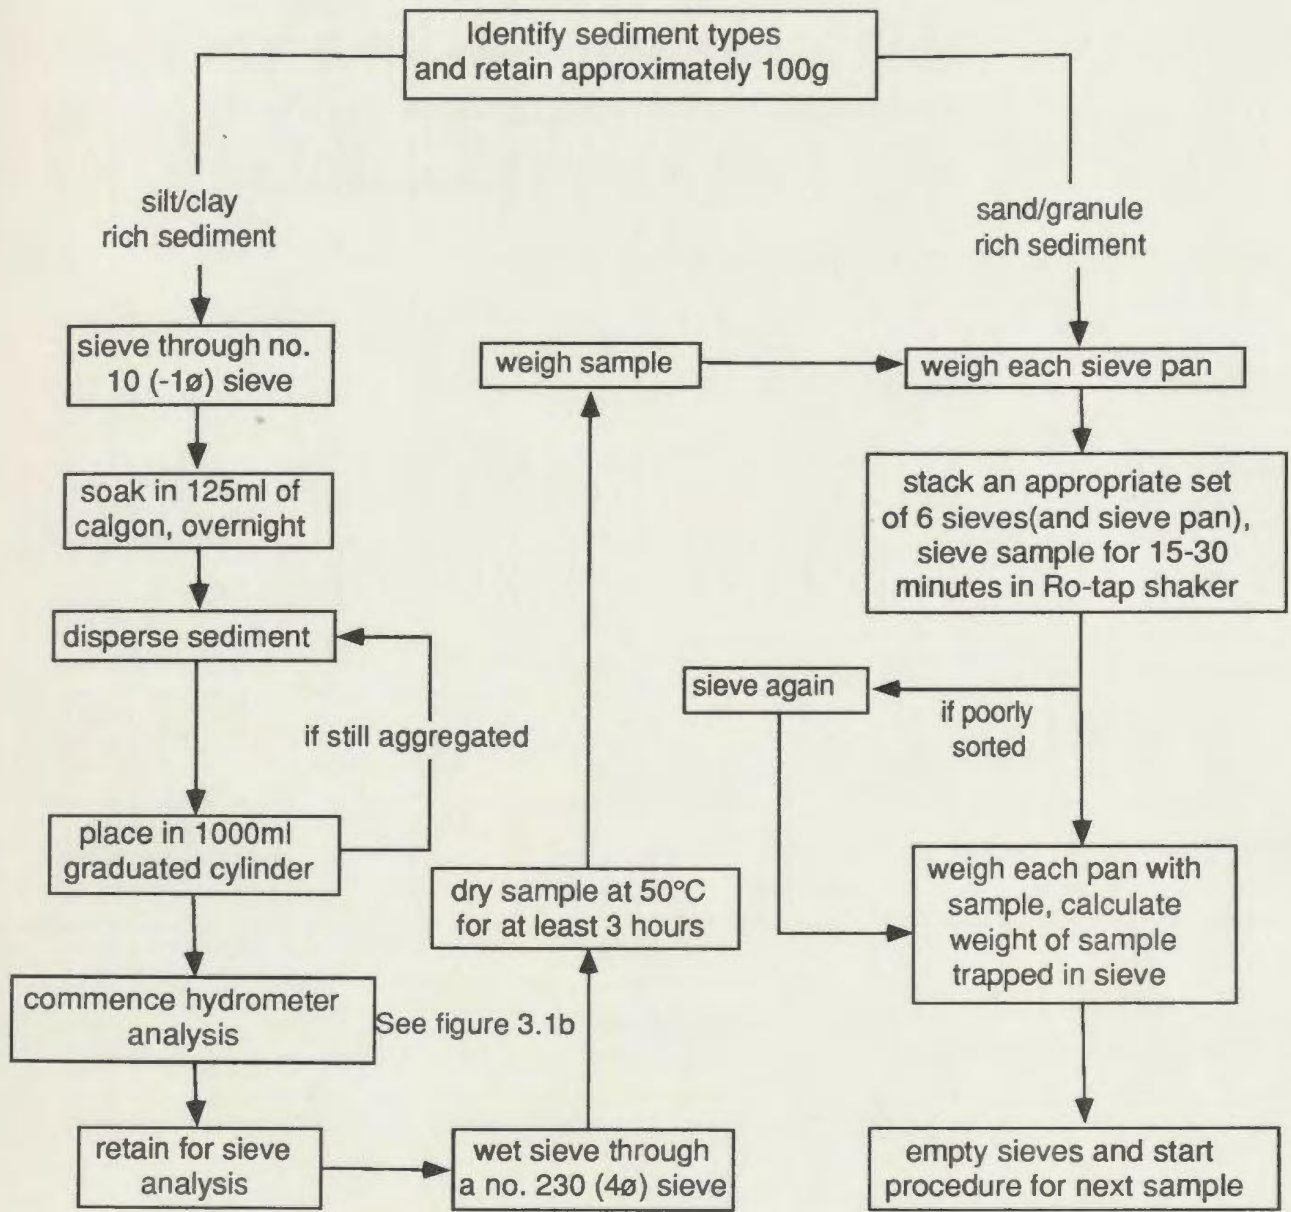 Identify sediment types
and retain approximately 100g
silt/clay
rich sediment
sand/granule
rich sediment
sieve through no.
10 (-1ø) sieve
soak in 125ml of
calgon, overnight
disperse sediment
if still aggregated
place in 1000ml
graduated cylinder
commence hydrometer
analysis
See figure 3.1b
retain for sieve
analysis
wet sieve through
a no. 230 (4ø) sieve
dry sample at 50°C
for at least 3 hours
weigh sample
weigh each sieve pan
stack an appropriate set
of 6 sieves(and sieve pan),
sieve sample for 15-30
minutes in Ro-tap shaker
sieve again
if poorly
sorted
weigh each pan with
sample, calculate
weight of sample
trapped in sieve
empty sieves and start
procedure for next sample